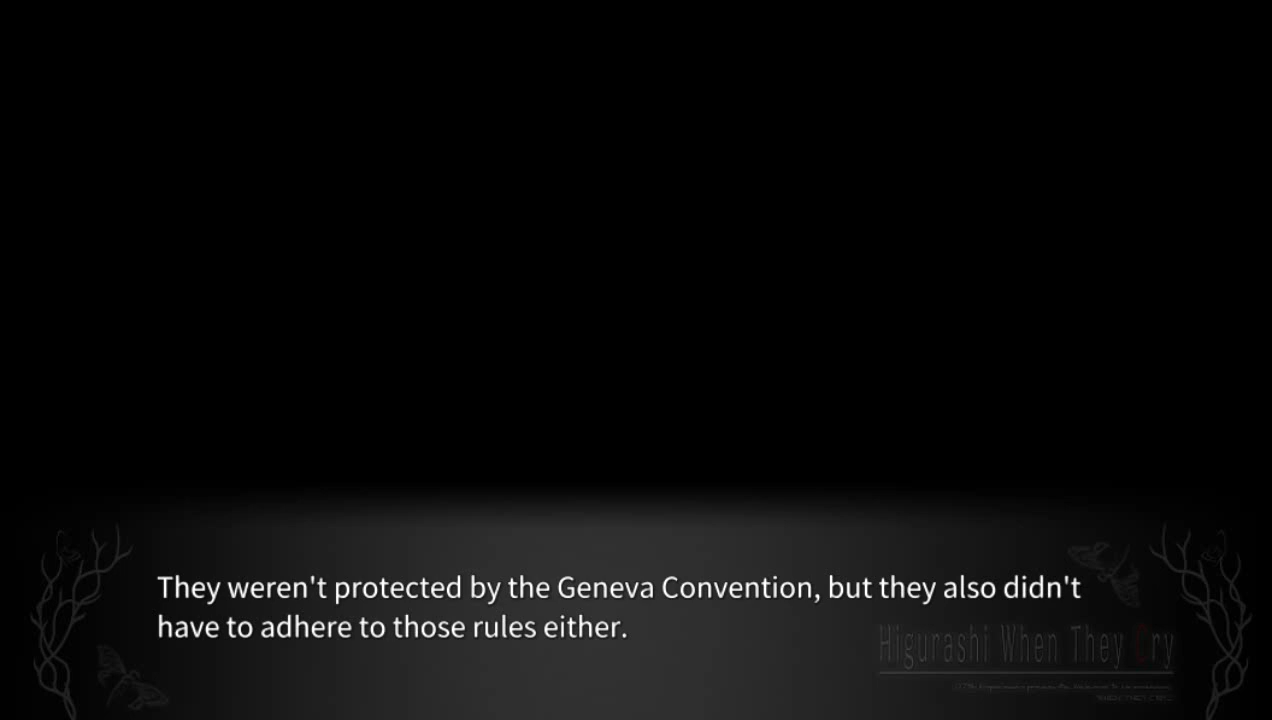 They weren't protected by the Geneva Convention, but they also didn't
have to adhere to those rules either.
Higurashi When They Cry